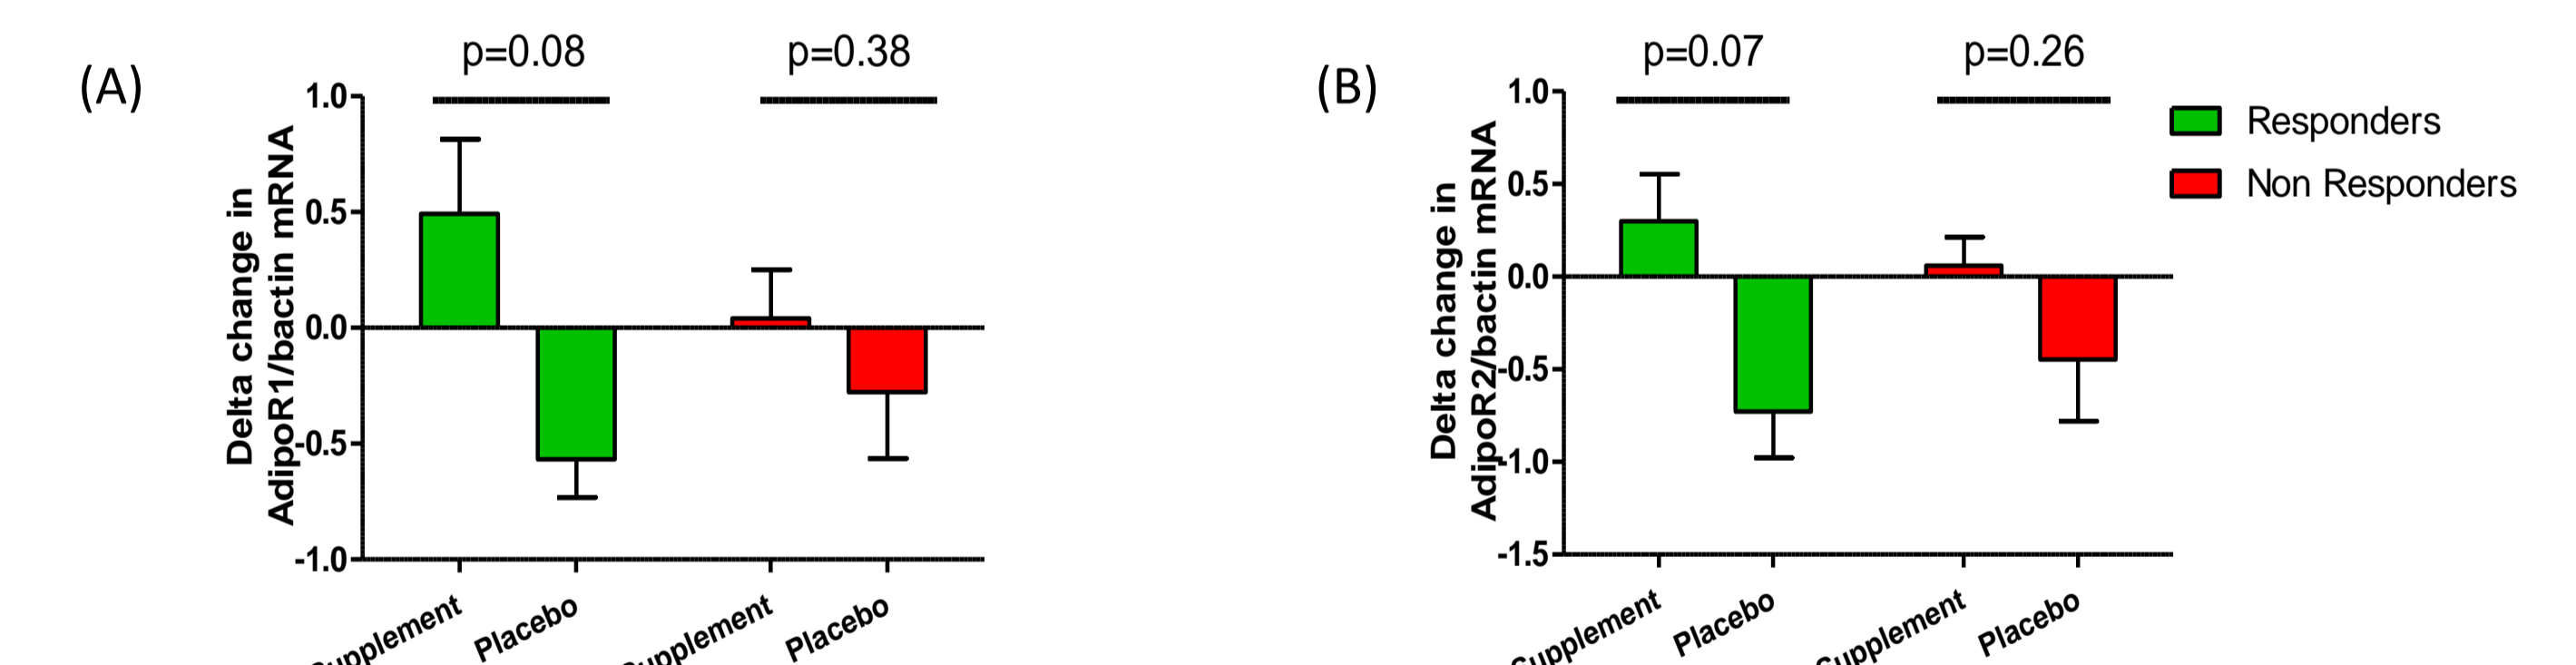 (A)
p=0.08
p=0.38
Delta change in
AdipoR1/bactin mRNA
1.0
0.5
0.0
-0.5
-1.0
Supplement
Placebo
Supplement
Placebo
(B)
p=0.07
p=0.26
Delta change in
AdipoR2/bactin mRNA
1.0
0.5
0.0
-0.5
-1.0
-1.5
Supplement
Placebo
Supplement
Placebo
Responders
Non Responders